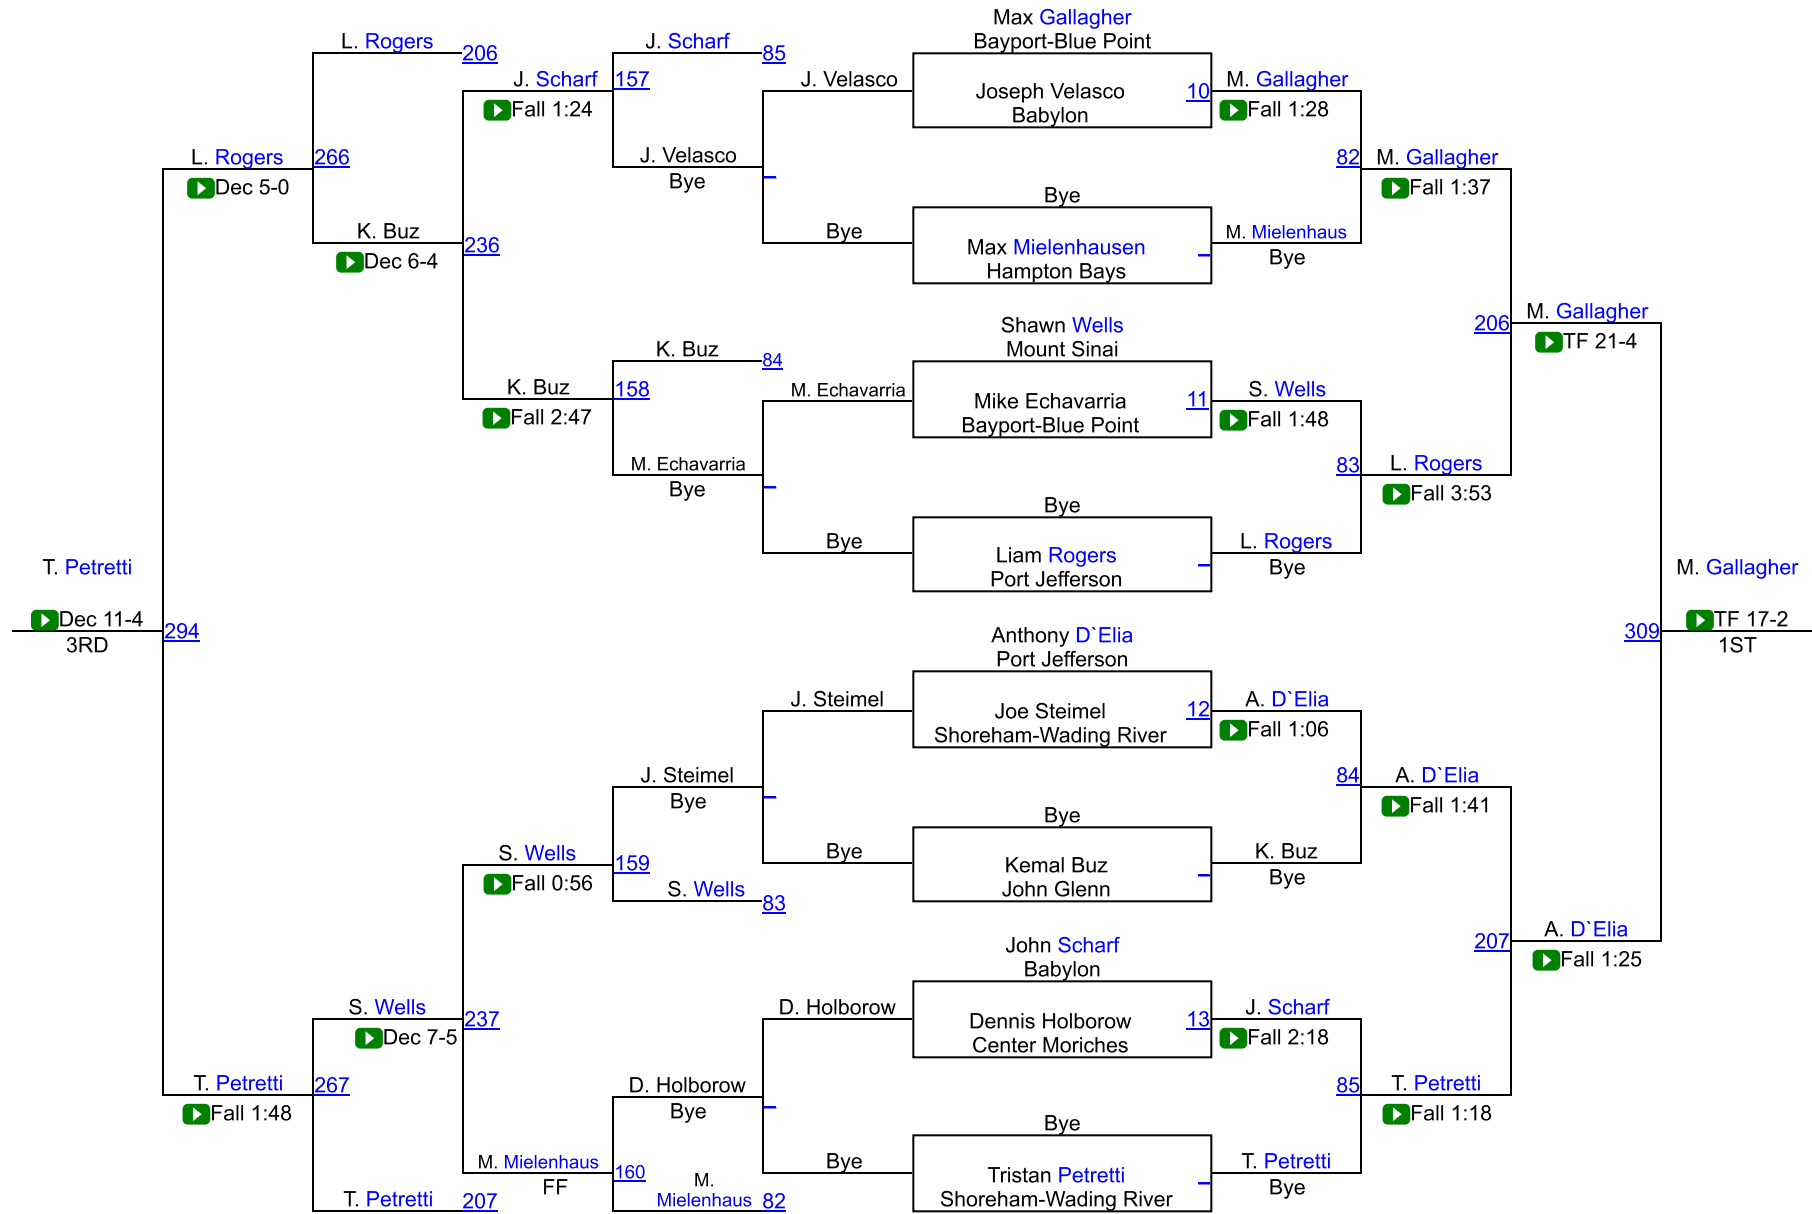 Max Gallagher
Bayport-Blue Point
L. Rogers
206
J. Scharf
85
J. Scharf
157
J. Velasco
Joseph Velasco
10
M. Gallagher
Fall 1:24
Babylon
Fall 1:28
L. Rogers
266
J. Velasco
82
M. Gallagher
Dec 5-0
Bye
Fall 1:37
Bye
K. Buz
236
Bye
Max Mielenhausen
M. Mielenhaus
Dec 6-4
Hampton Bays
Bye
Shawn Wells
206
M. Gallagher
Mount Sinai
TF 21-4
K. Buz
84
K. Buz
158
M. Echavarria
Mike Echavarria
11
S. Wells
Fall 2:47
Bayport-Blue Point
Fall 1:48
M. Echavarria
83
L. Rogers
Bye
Fall 3:53
Bye
Bye
Liam Rogers
L. Rogers
Port Jefferson
Bye
T. Petretti
M. Gallagher
Dec 11-4
294
3RD
309
TF 17-2
1ST
Anthony D`Elia
Port Jefferson
J. Steimel
Joe Steimel
12
A. D`Elia
Shoreham-Wading River
Fall 1:06
J. Steimel
84
A. D`Elia
Bye
Fall 1:41
Bye
S. Wells
159
Bye
Kemal Buz
K. Buz
Fall 0:56
S. Wells
83
John Glenn
Bye
John Scharf
207
A. D`Elia
Babylon
Fall 1:25
S. Wells
237
D. Holborow
Dennis Holborow
13
J. Scharf
Dec 7-5
Center Moriches
Fall 2:18
T. Petretti
267
D. Holborow
85
T. Petretti
Fall 1:48
Bye
Fall 1:18
Bye
M. Mielenhaus
160
Bye
Tristan Petretti
T. Petretti
FF
M.
Shoreham-Wading River
Bye
T. Petretti
207
Mielenhaus
82